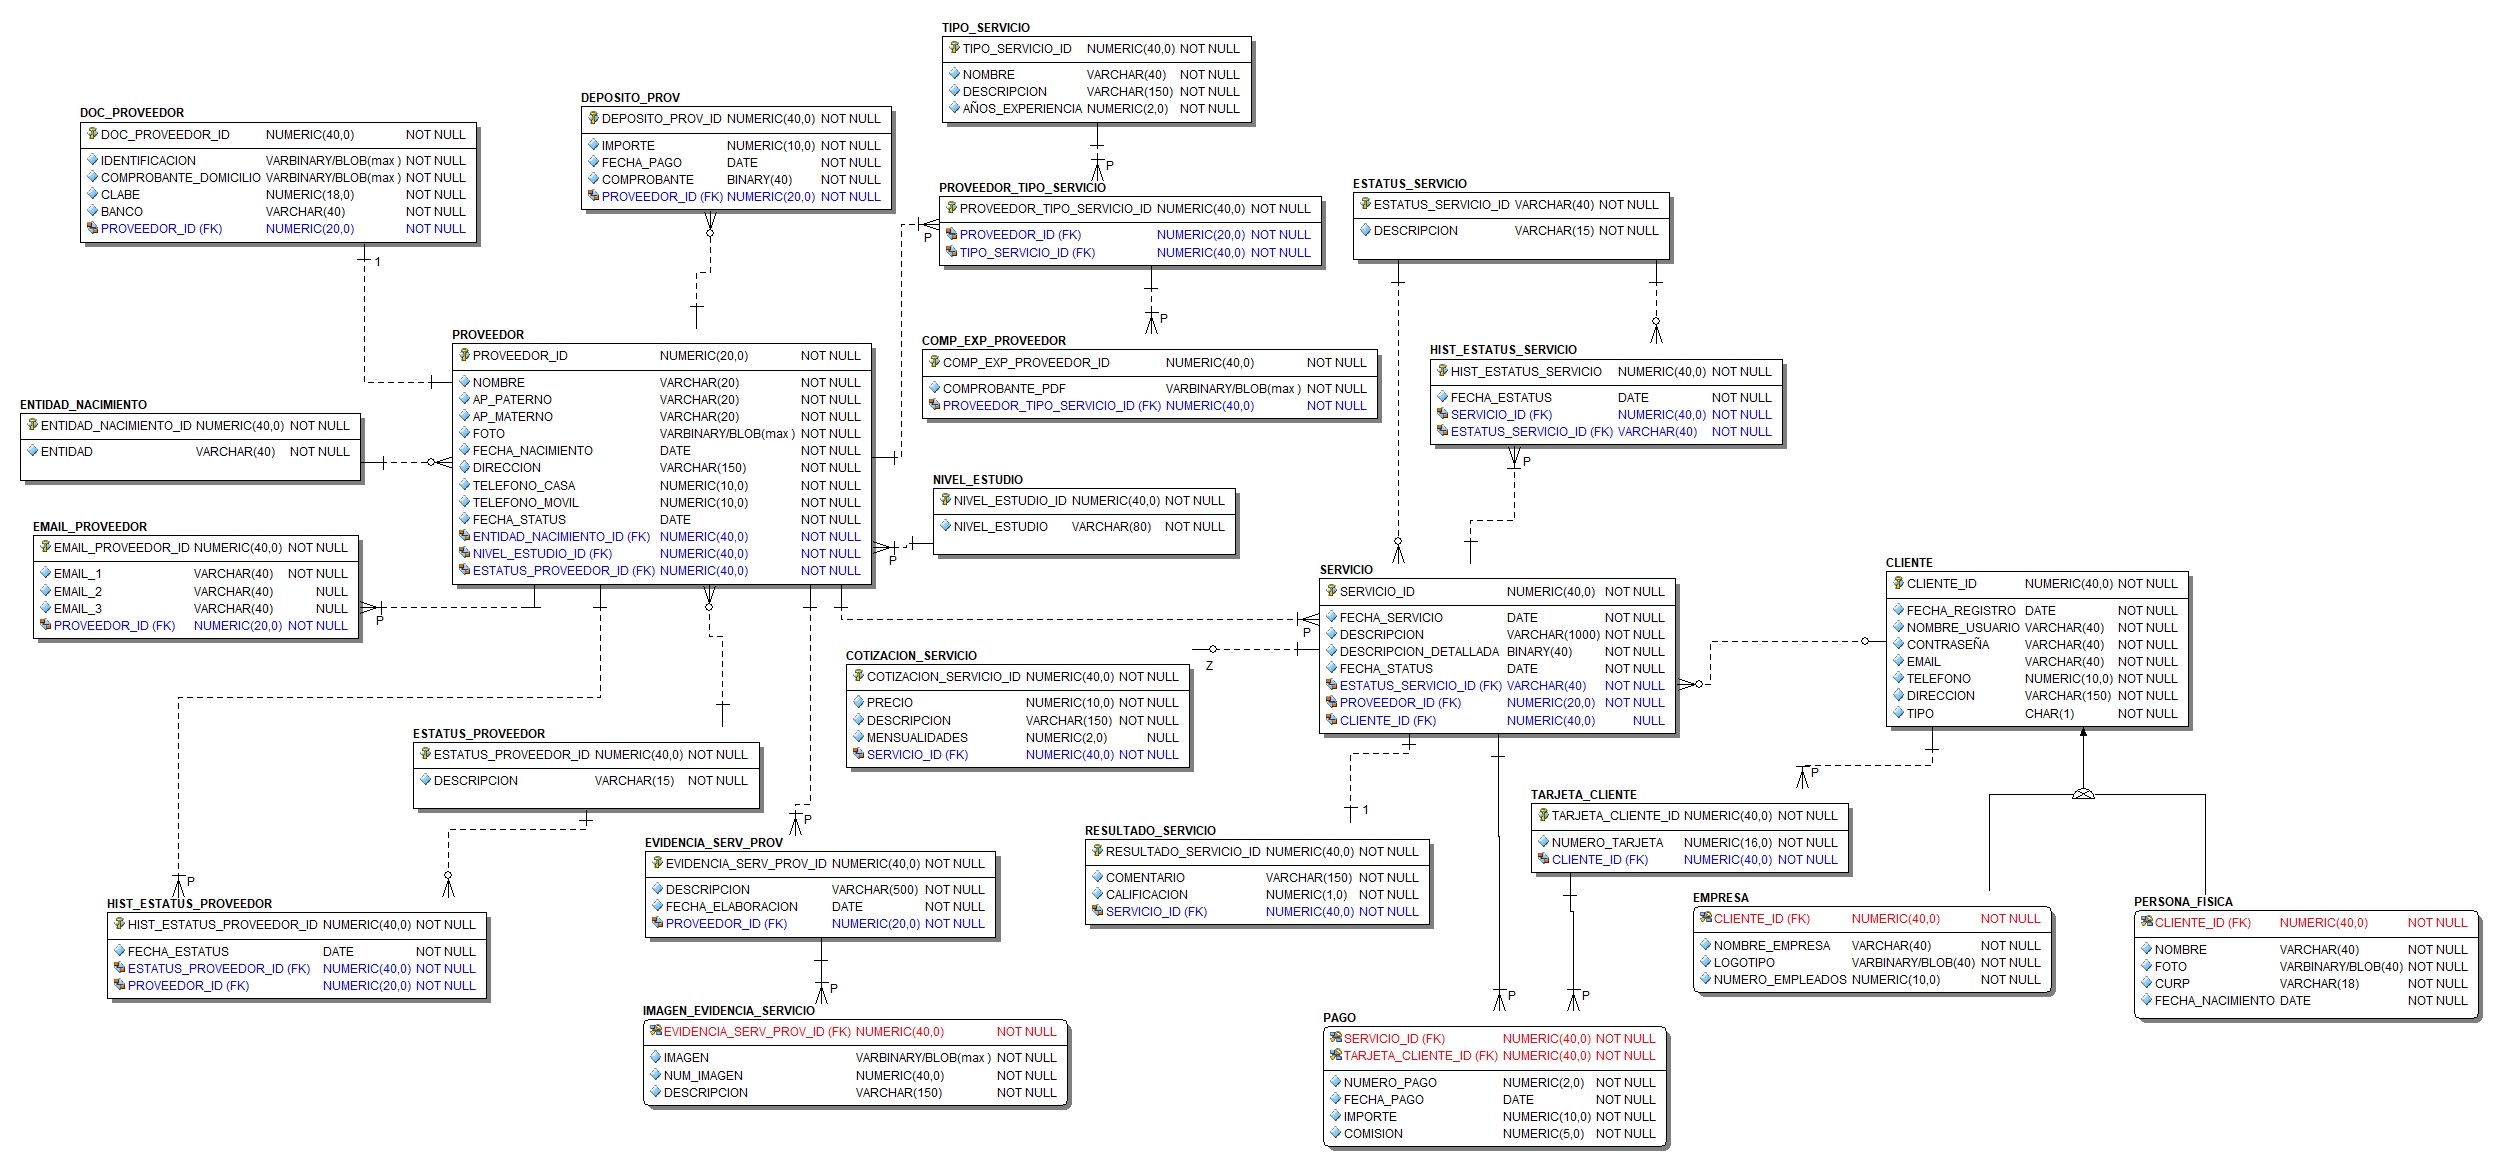 TIPO_SERVICIO
TIPO_SERVICIO_ID NUMERIC(40,0) NOT NULL
NOMBRE VARCHAR(40) NOT NULL
DESCRIPCION VARCHAR(150) NOT NULL
AÑOS_EXPERIENCIA NUMERIC(2,0) NOT NULL
P
DOC_PROVEEDOR
DOC_PROVEEDOR_ID NUMERIC(40,0) NOT NULL
IDENTIFICACION VARBINARY/BLOB(max ) NOT NULL
COMPROBANTE_DOMICILIO VARBINARY/BLOB(max ) NOT NULL
CLABE NUMERIC(18,0) NOT NULL
BANCO VARCHAR(40) NOT NULL
PROVEEDOR_ID (FK) NUMERIC(20,0) NOT NULL
1
DEPOSITO_PROV
DEPOSITO_PROV_ID NUMERIC(40,0) NOT NULL
IMPORTE NUMERIC(10,0) NOT NULL
FECHA_PAGO DATE NOT NULL
COMPROBANTE BINARY(40) NOT NULL
PROVEEDOR_ID (FK) NUMERIC(20,0) NOT NULL
PROVEEDOR_TIPO_SERVICIO
PROVEEDOR_TIPO_SERVICIO_ID NUMERIC(40,0) NOT NULL
PROVEEDOR_ID (FK) NUMERIC(20,0) NOT NULL
TIPO_SERVICIO_ID (FK) NUMERIC(40,0) NOT NULL
P
P
ESTATUS_SERVICIO
ESTATUS_SERVICIO_ID VARCHAR(40) NOT NULL
DESCRIPCION VARCHAR(15) NOT NULL
PROVEEDOR
PROVEEDOR_ID NUMERIC(20,0) NOT NULL
NOMBRE VARCHAR(20) NOT NULL
AP_PATERNO VARCHAR(20) NOT NULL
AP_MATERNO VARCHAR(20) NOT NULL
FOTO VARBINARY/BLOB(max ) NOT NULL
FECHA_NACIMIENTO DATE NOT NULL
DIRECCION VARCHAR(150) NOT NULL
TELEFONO_CASA NUMERIC(10,0) NOT NULL
TELEFONO_MOVIL NUMERIC(10,0) NOT NULL
FECHA_STATUS DATE NOT NULL
ENTIDAD_NACIMIENTO_ID (FK) NUMERIC(40,0) NOT NULL
NIVEL_ESTUDIO_ID (FK) NUMERIC(40,0) NOT NULL
ESTATUS_PROVEEDOR_ID (FK) NUMERIC(40,0) NOT NULL
COMP_EXP_PROVEEDOR
COMP_EXP_PROVEEDOR_ID NUMERIC(40,0) NOT NULL
COMPROBANTE_PDF VARBINARY/BLOB(max ) NOT NULL
PROVEEDOR_TIPO_SERVICIO_ID (FK) NUMERIC(40,0) NOT NULL
HIST_ESTATUS_SERVICIO
HIST_ESTATUS_SERVICIO NUMERIC(40,0) NOT NULL
FECHA_ESTATUS DATE NOT NULL
SERVICIO_ID (FK) NUMERIC(40,0) NOT NULL
ESTATUS_SERVICIO_ID (FK) VARCHAR(40) NOT NULL
P
ENTIDAD_NACIMIENTO
ENTIDAD_NACIMIENTO_ID NUMERIC(40,0) NOT NULL
ENTIDAD VARCHAR(40) NOT NULL
NIVEL_ESTUDIO
NIVEL_ESTUDIO_ID NUMERIC(40,0) NOT NULL
NIVEL_ESTUDIO VARCHAR(80) NOT NULL
P
EMAIL_PROVEEDOR
EMAIL_PROVEEDOR_ID NUMERIC(40,0) NOT NULL
EMAIL_1 VARCHAR(40) NOT NULL
EMAIL_2 VARCHAR(40) NULL
EMAIL_3 VARCHAR(40) NULL
PROVEEDOR_ID (FK) NUMERIC(20,0) NOT NULL
P
SERVICIO
SERVICIO_ID NUMERIC(40,0) NOT NULL
FECHA_SERVICIO DATE NOT NULL
DESCRIPCION VARCHAR(1000) NOT NULL
DESCRIPCION_DETALLADA BINARY(40) NOT NULL
FECHA_STATUS DATE NOT NULL
ESTATUS_SERVICIO_ID (FK) VARCHAR(40) NOT NULL
PROVEEDOR_ID (FK) NUMERIC(20,0) NOT NULL
CLIENTE_ID (FK) NUMERIC(40,0) NULL
P
Z
CLIENTE
CLIENTE_ID NUMERIC(40,0) NOT NULL
FECHA_REGISTRO DATE NOT NULL
NOMBRE_USUARIO VARCHAR(40) NOT NULL
CONTRASEÑA VARCHAR(40) NOT NULL
EMAIL VARCHAR(40) NOT NULL
TELEFONO NUMERIC(10,0) NOT NULL
DIRECCION VARCHAR(150) NOT NULL
TIPO CHAR(1) NOT NULL
COTIZACION_SERVICIO
COTIZACION_SERVICIO_ID NUMERIC(40,0) NOT NULL
PRECIO NUMERIC(10,0) NOT NULL
DESCRIPCION VARCHAR(150) NOT NULL
MENSUALIDADES NUMERIC(2,0) NULL
SERVICIO_ID (FK) NUMERIC(40,0) NOT NULL
ESTATUS_PROVEEDOR
ESTATUS_PROVEEDOR_ID NUMERIC(40,0) NOT NULL
DESCRIPCION VARCHAR(15) NOT NULL
P
TARJETA_CLIENTE
TARJETA_CLIENTE_ID NUMERIC(40,0) NOT NULL
NUMERO_TARJETA NUMERIC(16,0) NOT NULL
CLIENTE_ID (FK) NUMERIC(40,0) NOT NULL
1
RESULTADO_SERVICIO
RESULTADO_SERVICIO_ID NUMERIC(40,0) NOT NULL
COMENTARIO VARCHAR(150) NOT NULL
CALIFICACION NUMERIC(1,0) NOT NULL
SERVICIO_ID (FK) NUMERIC(40,0) NOT NULL
P
EVIDENCIA_SERV_PROV
EVIDENCIA_SERV_PROV_ID NUMERIC(40,0) NOT NULL
DESCRIPCION VARCHAR(500) NOT NULL
FECHA_ELABORACION DATE NOT NULL
PROVEEDOR_ID (FK) NUMERIC(20,0) NOT NULL
P
P
HIST_ESTATUS_PROVEEDOR
HIST_ESTATUS_PROVEEDOR_ID NUMERIC(40,0) NOT NULL
FECHA_ESTATUS DATE NOT NULL
ESTATUS_PROVEEDOR_ID (FK) NUMERIC(40,0) NOT NULL
PROVEEDOR_ID (FK) NUMERIC(20,0) NOT NULL
EMPRESA
CLIENTE_ID (FK) NUMERIC(40,0) NOT NULL
NOMBRE_EMPRESA VARCHAR(40) NOT NULL
LOGOTIPO VARBINARY/BLOB(40) NOT NULL
NUMERO_EMPLEADOS NUMERIC(10,0) NOT NULL
PERSONA_FISICA
CLIENTE_ID (FK) NUMERIC(40,0) NOT NULL
NOMBRE VARCHAR(40) NOT NULL
FOTO VARBINARY/BLOB(40) NOT NULL
CURP VARCHAR(18) NOT NULL
FECHA_NACIMIENTO DATE NOT NULL
IMAGEN_EVIDENCIA_SERVICIO
EVIDENCIA_SERV_PROV_ID (FK) NUMERIC(40,0) NOT NULL
IMAGEN VARBINARY/BLOB(max ) NOT NULL
NUM_IMAGEN NUMERIC(40,0) NOT NULL
DESCRIPCION VARCHAR(150) NOT NULL
P
P
PAGO
SERVICIO_ID (FK) NUMERIC(40,0) NOT NULL
TARJETA_CLIENTE_ID (FK) NUMERIC(40,0) NOT NULL
NUMERO_PAGO NUMERIC(2,0) NOT NULL
FECHA_PAGO DATE NOT NULL
IMPORTE NUMERIC(10,0) NOT NULL
COMISION NUMERIC(5,0) NOT NULL